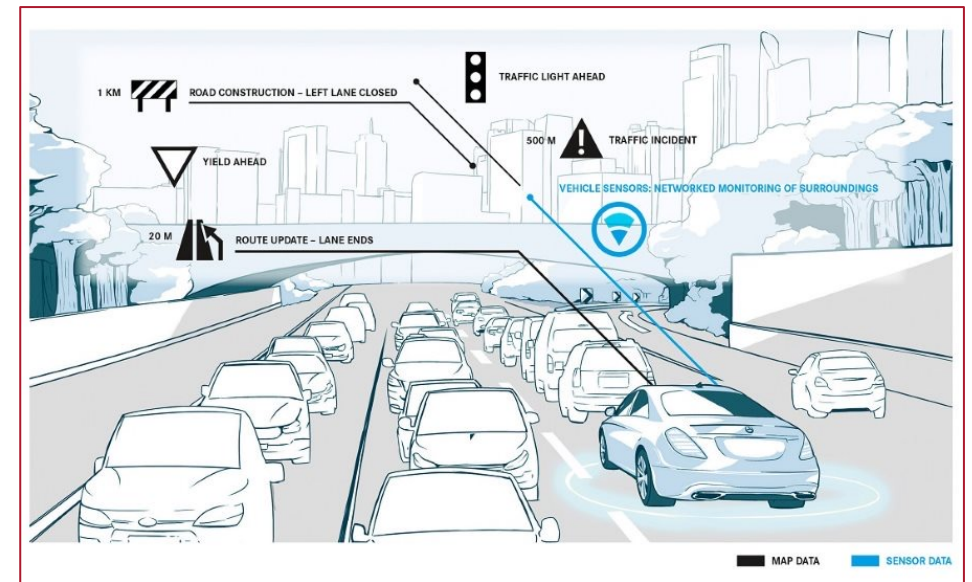 TRAFFIC LIGHT AHEAD
1 KM
ROAD CONSTRUCTION – LEFT LANE CLOSED
500 M
TRAFFIC INCIDENT
YIELD AHEAD
VEHICLE SENSORS: NETWORKED MONITORING OF SURROUNDINGS
20 M
ROUTE UPDATE – LANE ENDS
MAP DATA
SENSOR DATA